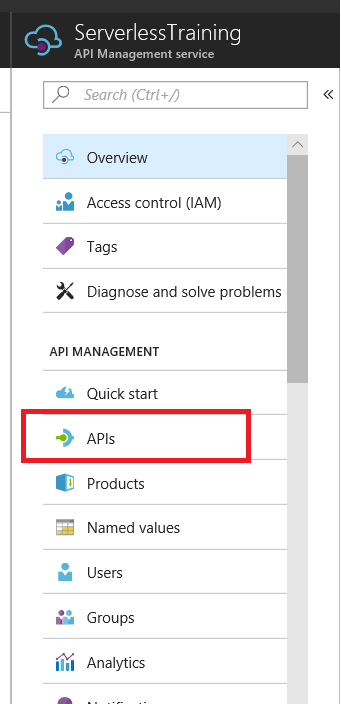 ServerlessTraining
API Management service
Search (Ctrl+/)
«
Overview
Access control (IAM)
Tags
Diagnose and solve problems
API MANAGEMENT
Quick start
APIs
Products
Named values
Users
Groups
Analytics